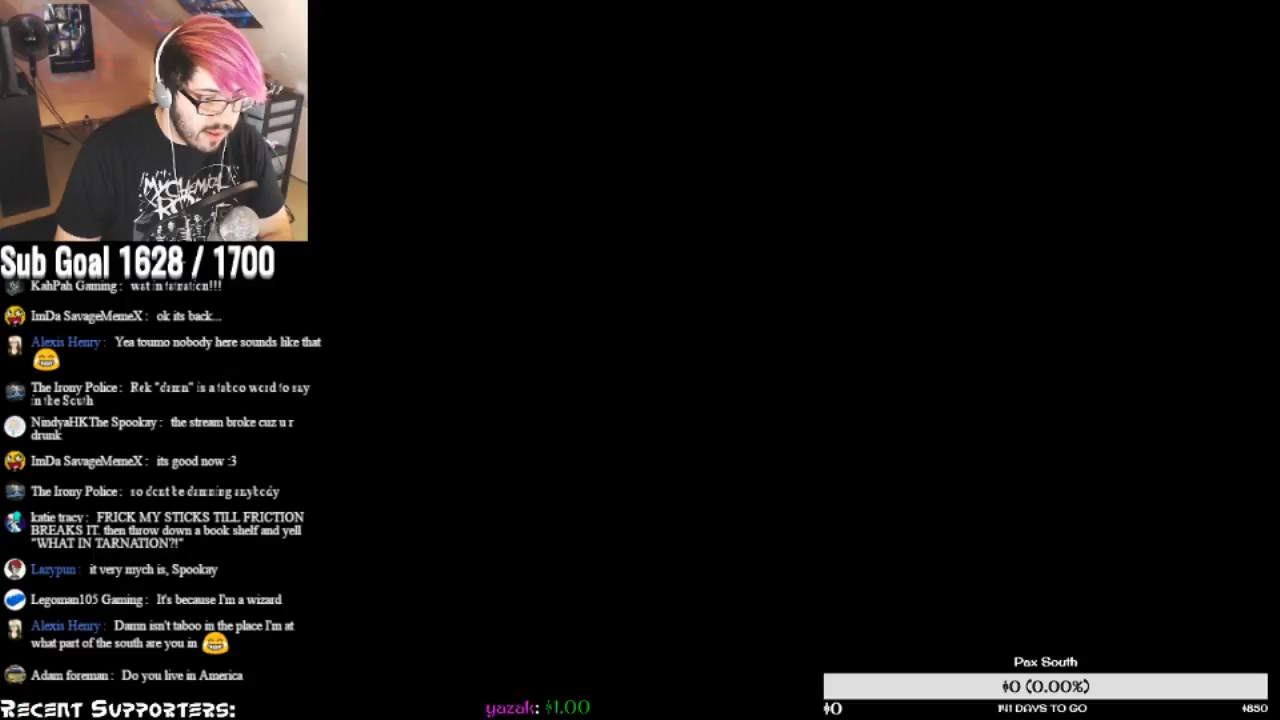 MY CHEMICAL
RO
Sub Goal 1628 / 1700
KahPah Gaming : wat in tarnation!!!
ImDa SavageMemeX : ok its back...
Alexis Henry : Yea toumo nobody here sounds like that
The Irony Police : Rek "damn" is a taboo word to say
in the South
NindyaHKThe Spookay : the stream broke cuz u r
drunk
ImDa SavageMemeX : its good now :3
The Irony Police : so dont be damning anybody
katie tracy : FRICK MY STICKS TILL FRICTION
BREAKS IT. then throw down a book shelf and yell
"WHAT IN TARNATION?!"
Lazypun : it very mych is, Spookay
Legoman105 Gaming : It's because I'm a wizard
Alexis Henry : Damn isn't taboo in the place I'm at
what part of the south are you in
Adam foreman : Do you live in America
Recent Supporters:
yazak: $1.00
Pax South
$0 (0.00%)
$0 141 DAYS TO GO $850